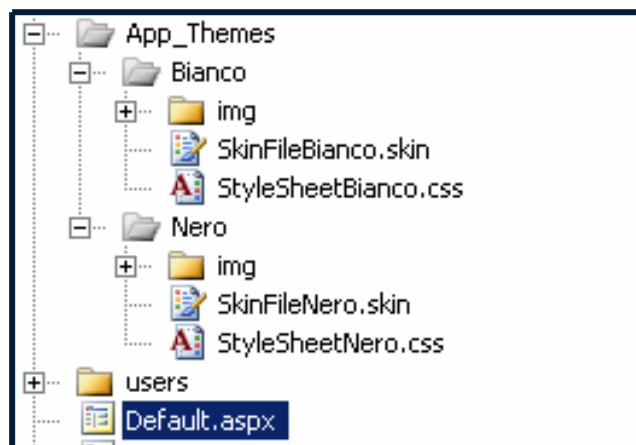 App_Themes
Bianco
img
SkinFileBianco.skin
StyleSheetBianco.css
Nero
img
SkinFileNero.skin
StyleSheetNero.css
users
Default.aspx